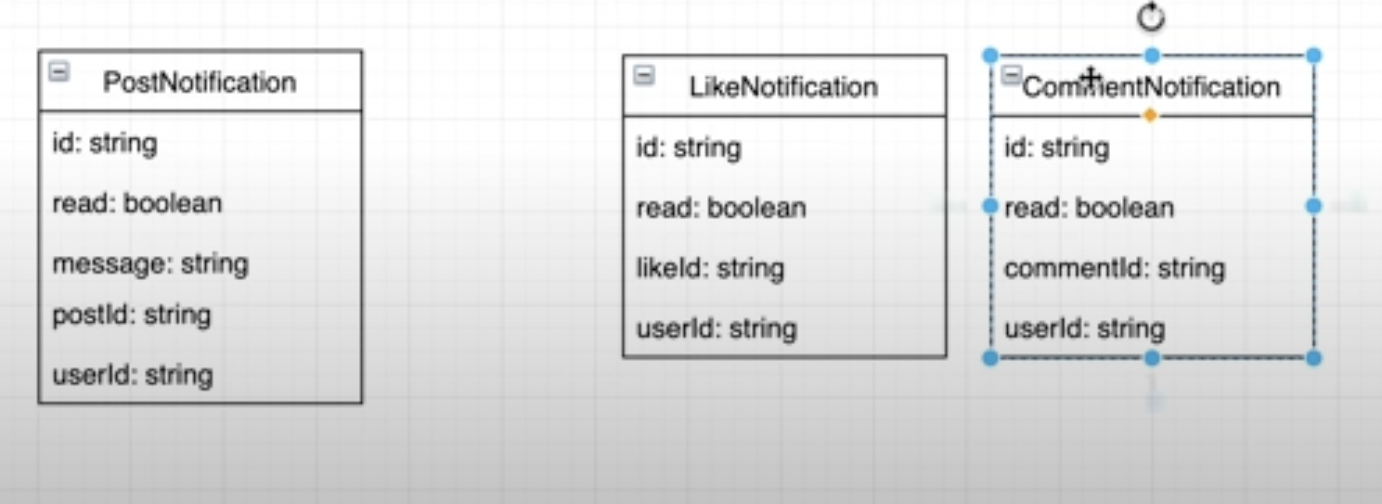 PostNotification
id: string
read: boolean
message: string
postId: string
userId: string
LikeNotification
id: string
read: boolean
likeId: string
userId: string
CommentNotification
id: string
read: boolean
commentId: string
userId: string